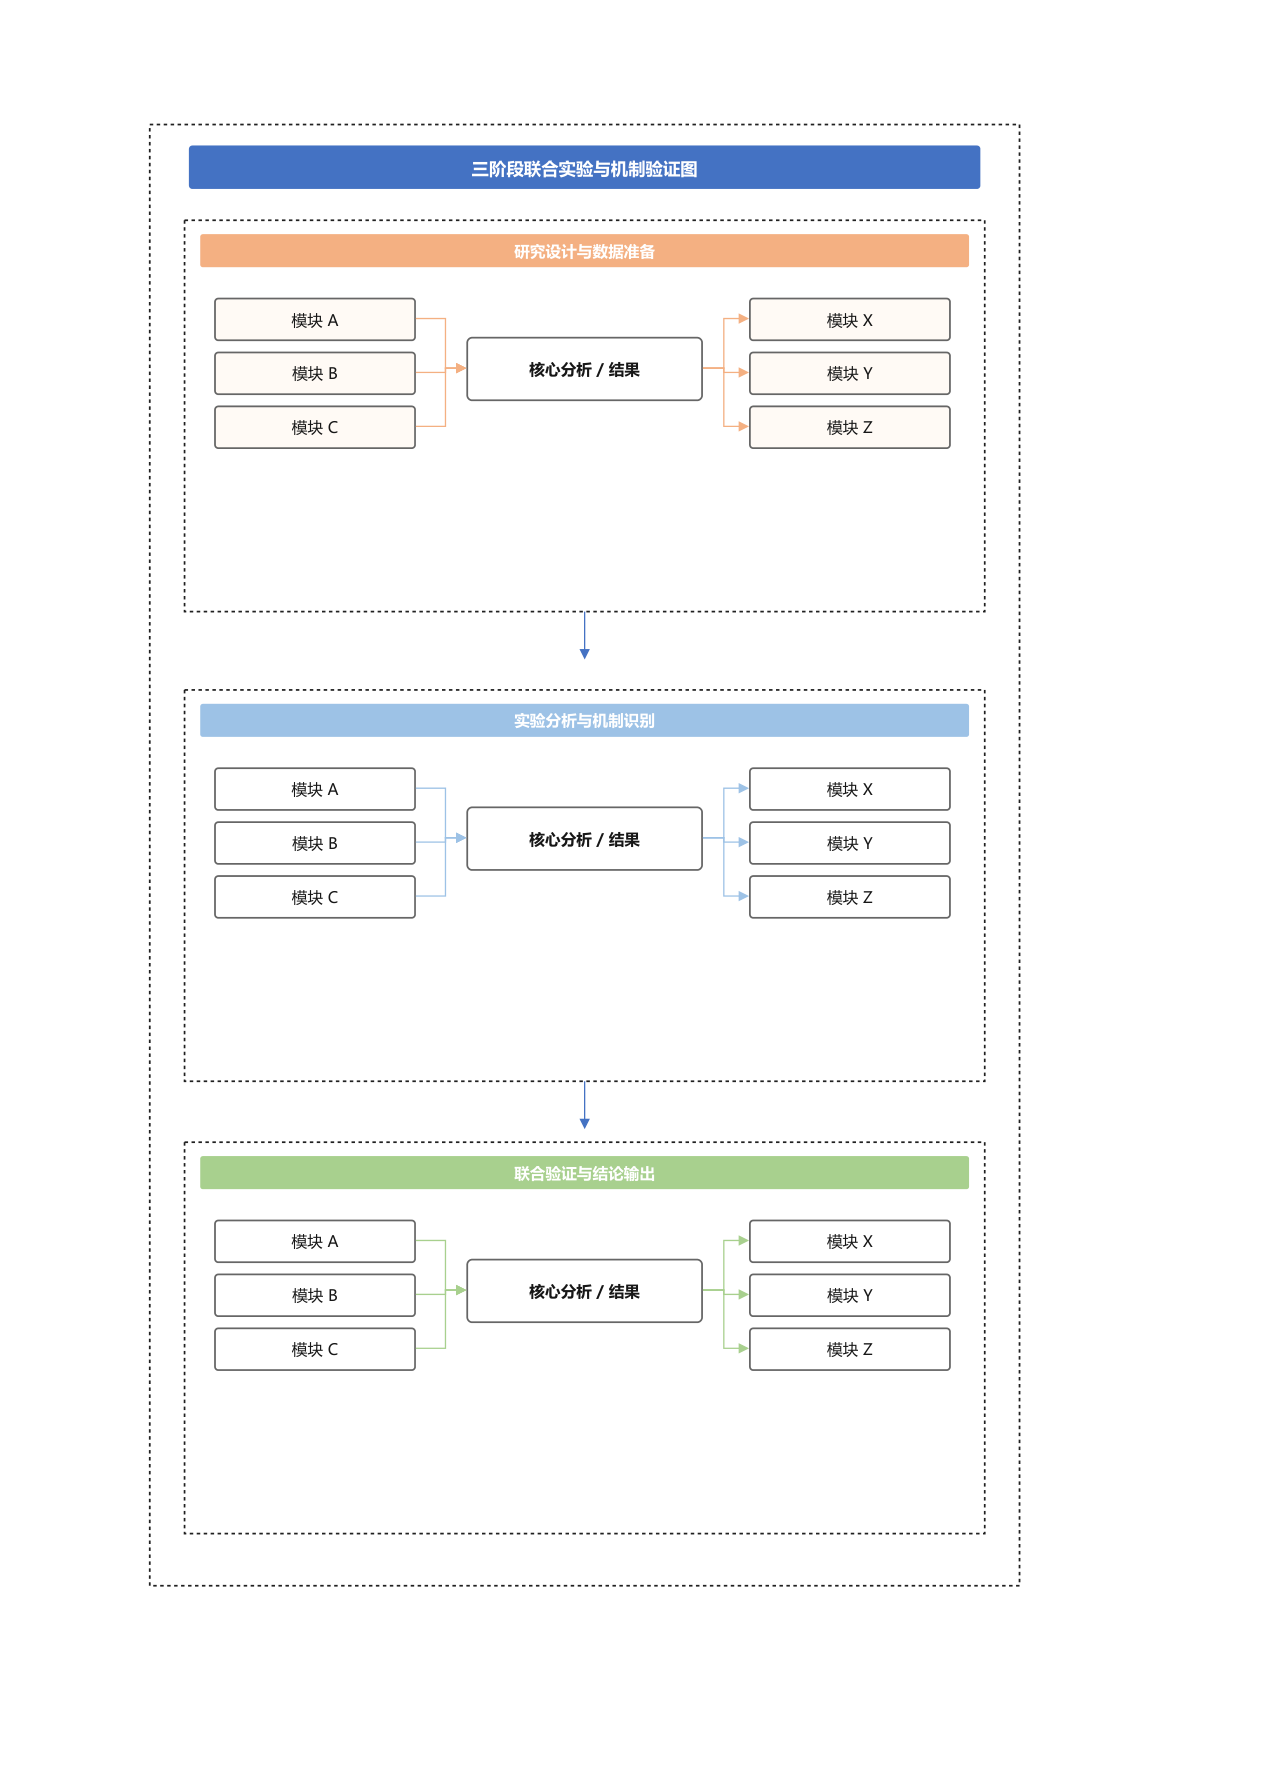 三阶段联合实验与机制验证图
研究设计与数据准备
模块 A
模块 B
模块 C
核心分析 / 结果
模块 X
模块 Y
模块 Z
实验分析与机制识别
模块 A
模块 B
模块 C
核心分析 / 结果
模块 X
模块 Y
模块 Z
联合验证与结论输出
模块 A
模块 B
模块 C
核心分析 / 结果
模块 X
模块 Y
模块 Z